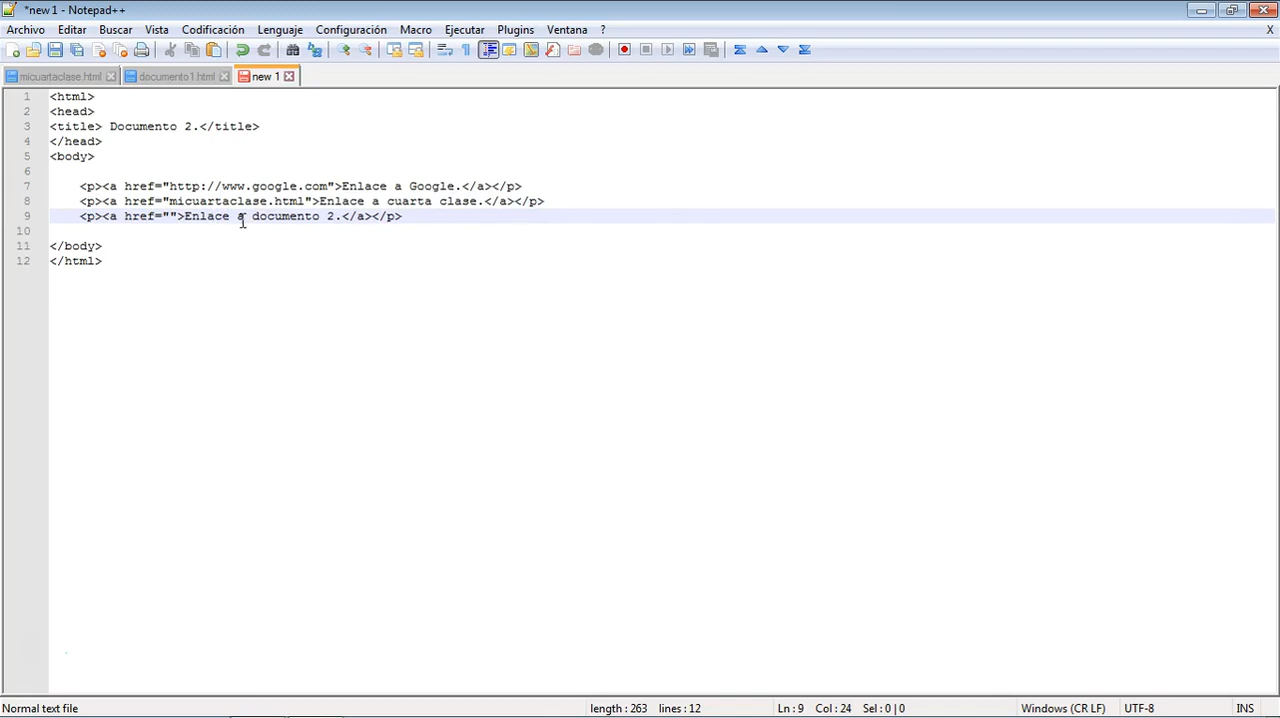 *new 1 - Notepad++
Archivo Editar Buscar Vista Codificación Lenguaje Configuración Macro Ejecutar Plugins Ventana ? X
micuartaclase.html documento1.html new 1
1 <html>
2 <head>
3 <title> Documento 2.</title>
4 </head>
5 <body>
6
7 <p><a href="http://www.google.com">Enlace a Google.</a></p>
8 <p><a href="micuartaclase.html">Enlace a cuarta clase.</a></p>
9 <p><a href="">Enlace a documento 2.</a></p>
10
11 </body>
12 </html>
Normal text file length : 263 lines : 12 Ln : 9 Col : 24 Sel : 0 | 0 Windows (CR LF) UTF-8 INS